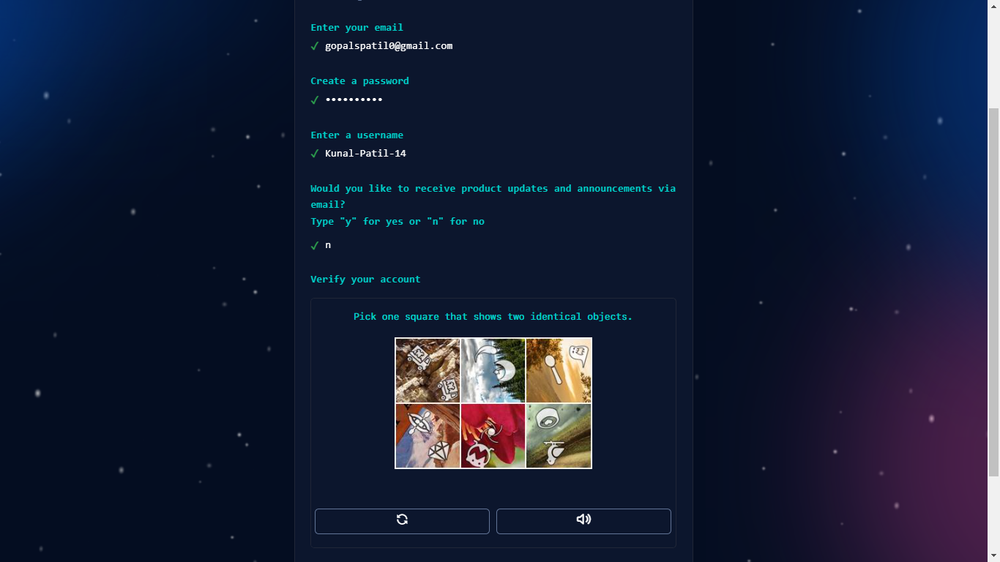 Enter your email
✓ gopalspatil0@gmail.com
Create a password
✓ ••••••••••
Enter a username
✓ Kunal-Patil-14
Would you like to receive product updates and announcements via
email?
Type "y" for yes or "n" for no
✓ n
Verify your account
Pick one square that shows two identical objects.